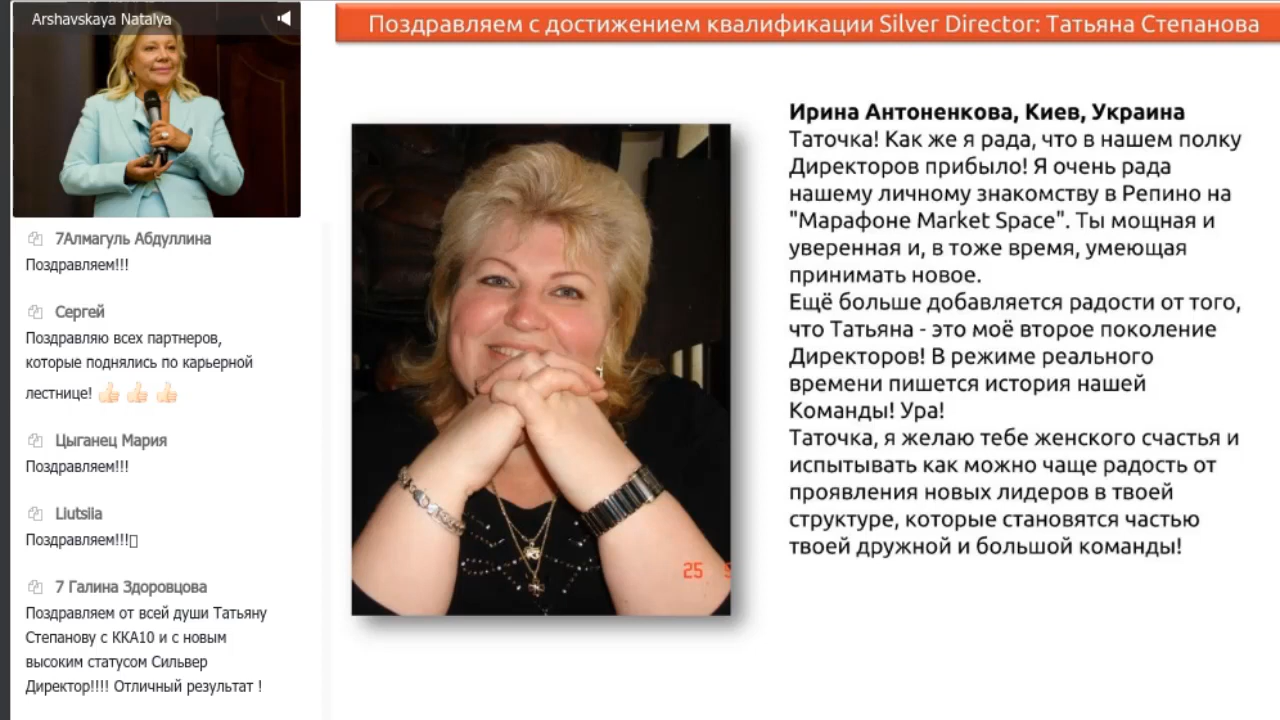 Arshavskaya Natalya
Поздравляем с достижением квалификации Silver Director: Татьяна Степанова
7Алмагуль Абдуллина
Поздравляем!!!
Сергей
Поздравляю всех партнеров,
которые поднялись по карьерной
лестнице!
Цыганец Мария
Поздравляем!!!
Liutsiia
Поздравляем!!!
7 Галина Здоровцова
Поздравляем от всей души Татьяну
Степанову с ККА10 и с новым
высоким статусом Сильвер
Директор!!!! Отличный результат !
25
Ирина Антоненкова, Киев, Украина
Таточка! Как же я рада, что в нашем полку
Директоров прибыло! Я очень рада
нашему личному знакомству в Репино на
"Марафоне Market Space". Ты мощная и
уверенная и, в тоже время, умеющая
принимать новое.
Ещё больше добавляется радости от того,
что Татьяна - это моё второе поколение
Директоров! В режиме реального
времени пишется история нашей
Команды! Ура!
Таточка, я желаю тебе женского счастья и
испытывать как можно чаще радость от
проявления новых лидеров в твоей
структуре, которые становятся частью
твоей дружной и большой команды!